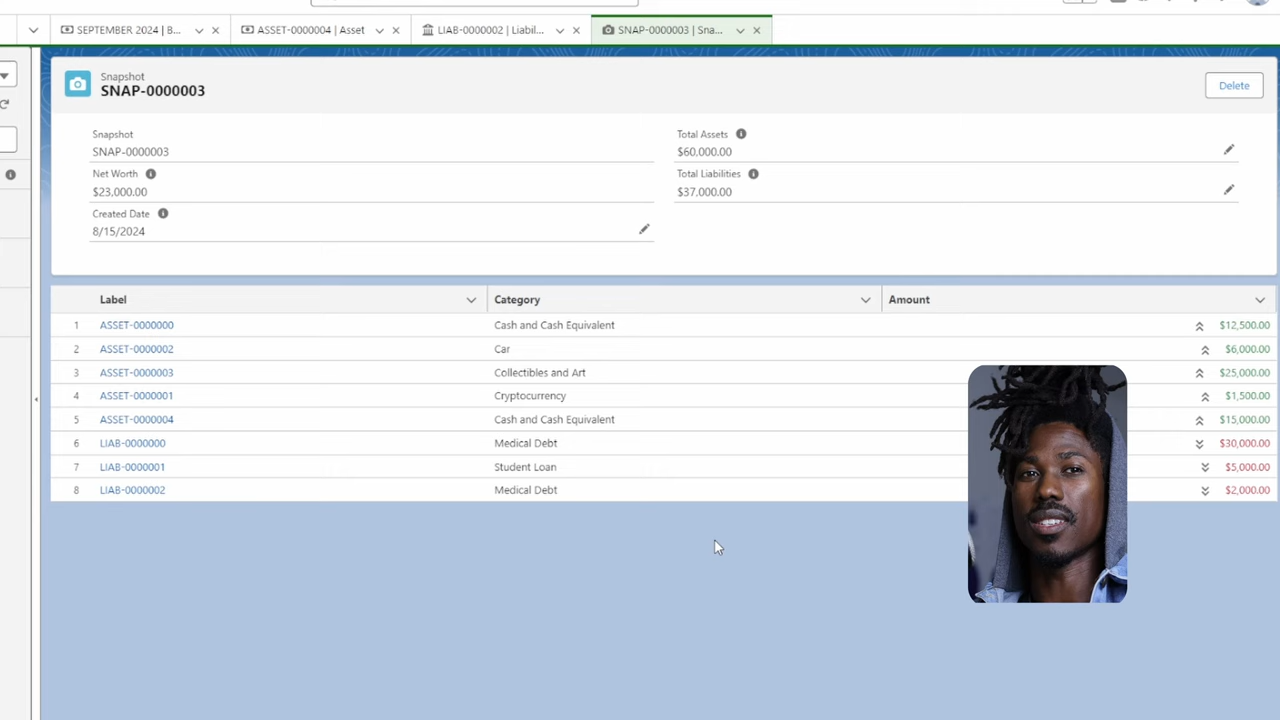 SEPTEMBER 2024 | B... ASSET-0000004 | Asset LIAB-0000002 | Liabil... SNAP-0000003 | Sna...
Snapshot
SNAP-0000003
Delete
Snapshot Total Assets
SNAP-0000003 $60,000.00
Net Worth Total Liabilities
$23,000.00 $37,000.00
Created Date
8/15/2024
Label Category Amount
1 ASSET-0000000 Cash and Cash Equivalent $12,500.00
2 ASSET-0000002 Car $6,000.00
3 ASSET-0000003 Collectibles and Art $25,000.00
4 ASSET-0000001 Cryptocurrency $1,500.00
5 ASSET-0000004 Cash and Cash Equivalent $15,000.00
6 LIAB-0000000 Medical Debt $30,000.00
7 LIAB-0000001 Student Loan $5,000.00
8 LIAB-0000002 Medical Debt $2,000.00